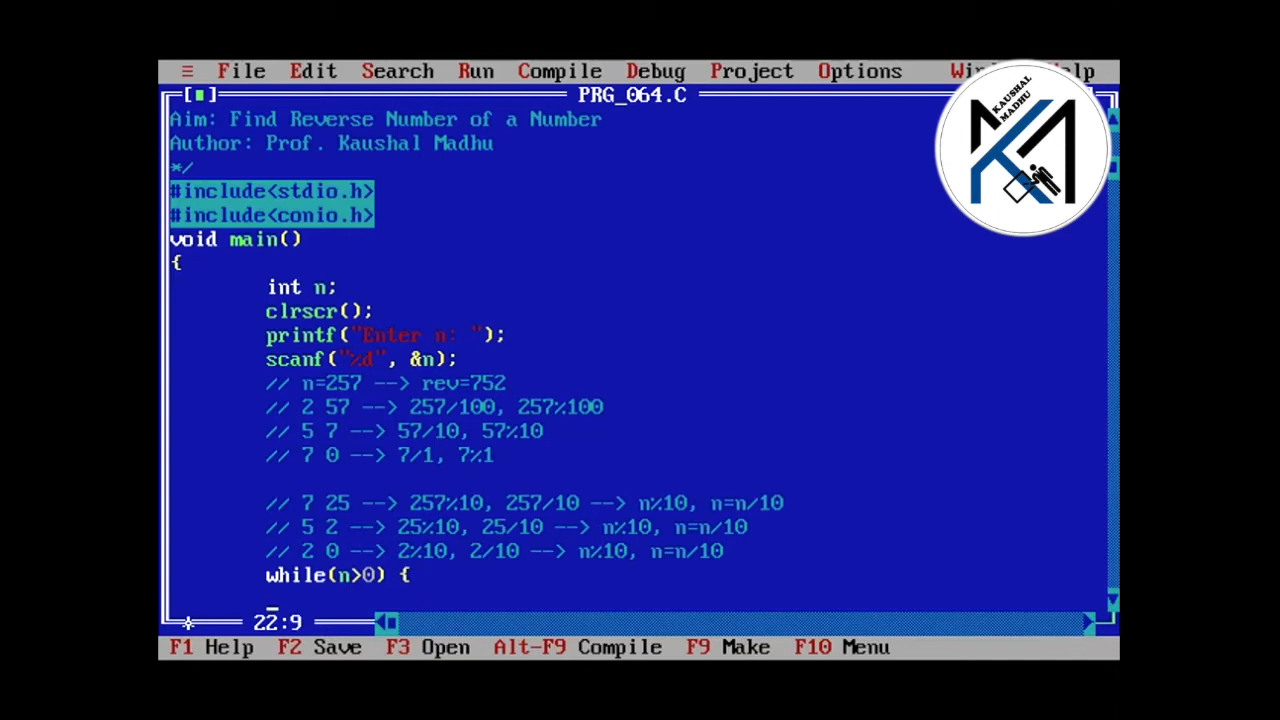 ≡ File Edit Search Run Compile Debug Project Options
KAUSHAL
MADHU
PRG_064.C
Aim: Find Reverse Number of a Number
Author: Prof. Kaushal Madhu
*/
#include<stdio.h>
#include<conio.h>
void main()
{
int n;
clrscr();
printf("Enter n: ");
scanf("%d", &n);
// n=257 --> rev=752
// 2 57 --> 257/100, 257%100
// 5 7 --> 57/10, 57%10
// 7 0 --> 7/1, 7%1
// 7 25 --> 257%10, 257/10 --> n%10, n=n/10
// 5 2 --> 25%10, 25/10 --> n%10, n=n/10
// 2 0 --> 2%10, 2/10 --> n%10, n=n/10
while(n>0) {
22:9
F1 Help F2 Save F3 Open Alt-F9 Compile F9 Make F10 Menu